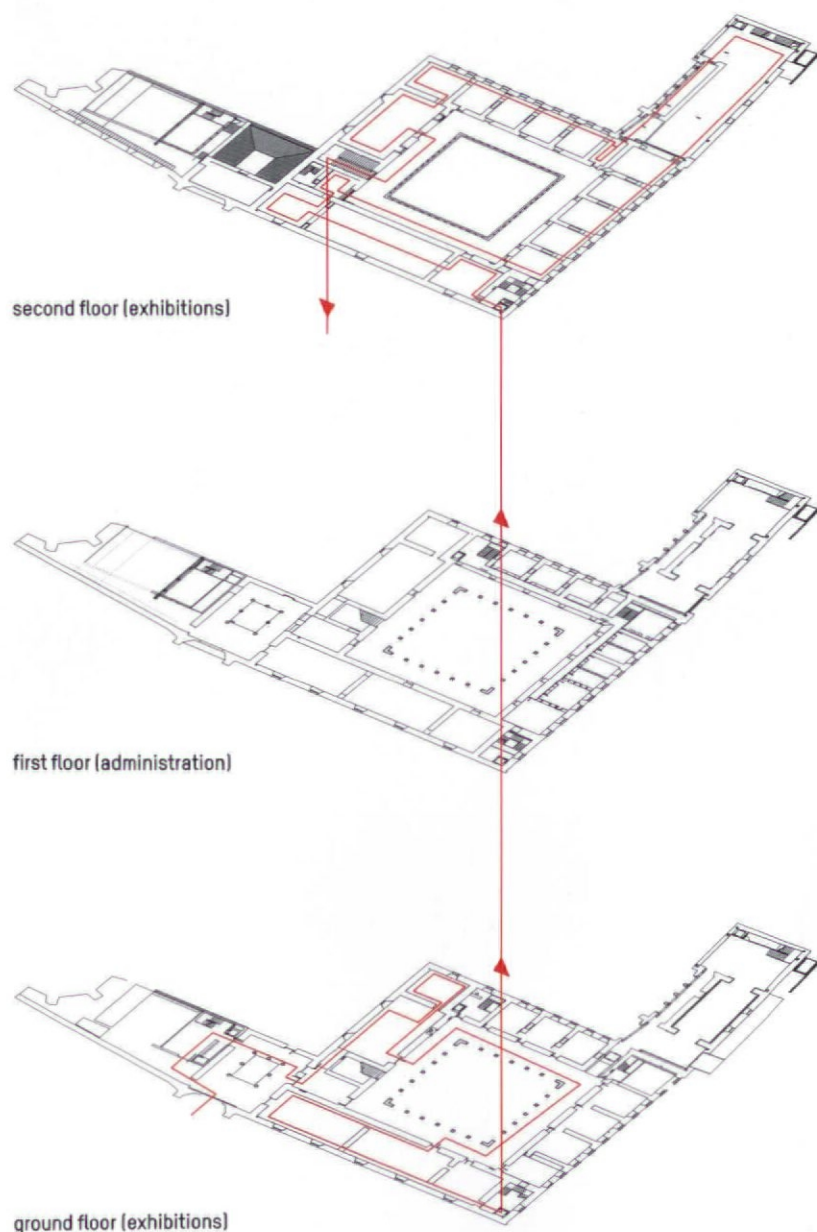 second floor (exhibitions)
first floor (administration)
ground floor (exhibitions)